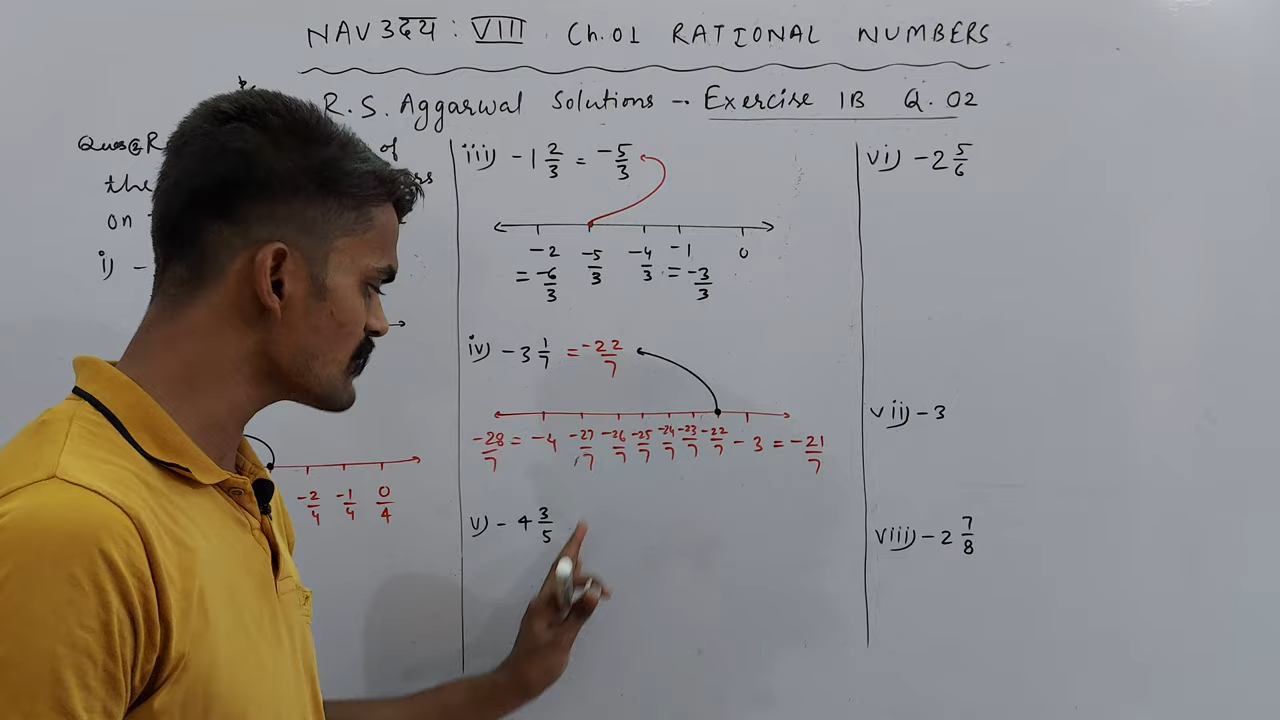 NAVउदय : VIII Ch.01 RATIONAL NUMBERS
R.S. Aggarwal Solutions → Exercise 1B Q.02
of
the
on
i) -
-2/4 -1/4 0/4
iii) -1 2/3 = -5/3
-2 -5/3 -4/3 -1 0
= -6/3 = -3/3
iv) -3 1/7 = -22/7
-28/7 = -4 -27/7 -26/7 -25/7 -24/7 -23/7 -22/7 -3 = -21/7
v) -4 3/5
vi) -2 5/6
vii) -3
viii) -2 7/8